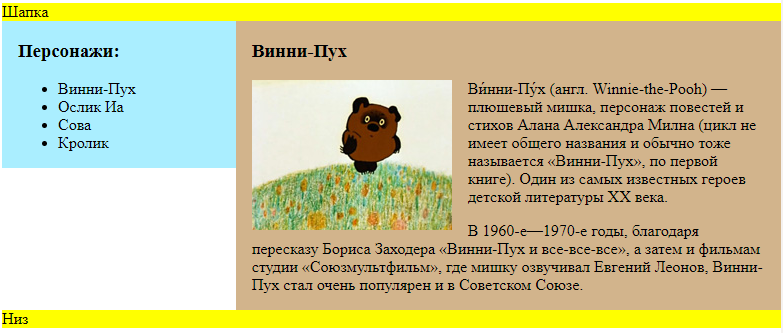 Шапка
Персонажи:
Винни-Пух
Ослик Иа
Сова
Кролик
Винни-Пух
Ви́нни-Пу́х (англ. Winnie-the-Pooh) —
плюшевый мишка, персонаж повестей и
стихов Алана Александра Милна (цикл не
имеет общего названия и обычно тоже
называется «Винни-Пух», по первой
книге). Один из самых известных героев
детской литературы XX века.
В 1960-е—1970-е годы, благодаря
пересказу Бориса Заходера «Винни-Пух и все-все-все», а затем и фильмам
студии «Союзмультфильм», где мишку озвучивал Евгений Леонов, Винни-
Пух стал очень популярен и в Советском Союзе.
Низ